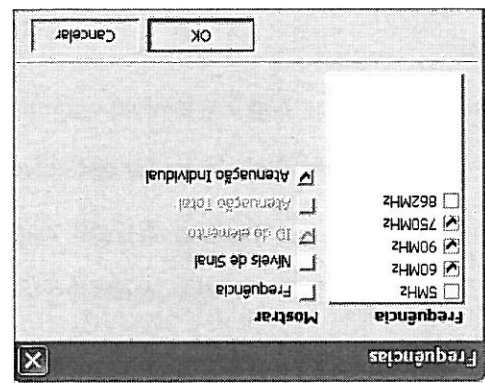 Frequências
Frequência
5MHz
60MHz
90MHz
750MHz
862MHz
Mostrar
Frequência
Níveis de Sinal
ID do elemento
Atenuação Total
Atenuação Individual
OK
Cancelar